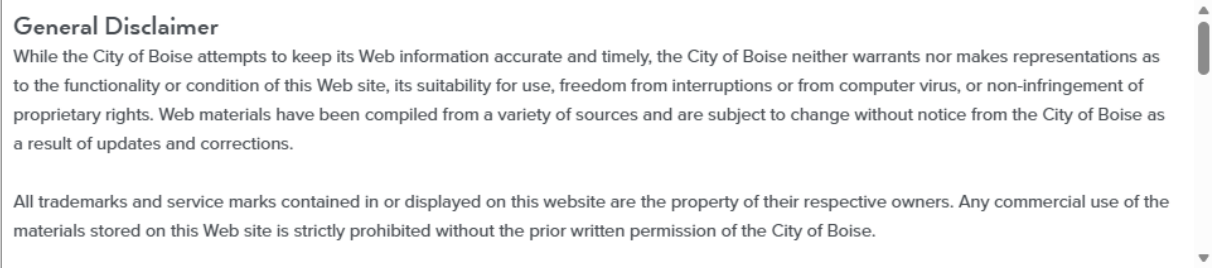 General Disclaimer
While the City of Boise attempts to keep its Web information accurate and timely, the City of Boise neither warrants nor makes representations as
to the functionality or condition of this Web site, its suitability for use, freedom from interruptions or from computer virus, or non-infringement of
proprietary rights. Web materials have been compiled from a variety of sources and are subject to change without notice from the City of Boise as
a result of updates and corrections.
All trademarks and service marks contained in or displayed on this website are the property of their respective owners. Any commercial use of the
materials stored on this Web site is strictly prohibited without the prior written permission of the City of Boise.